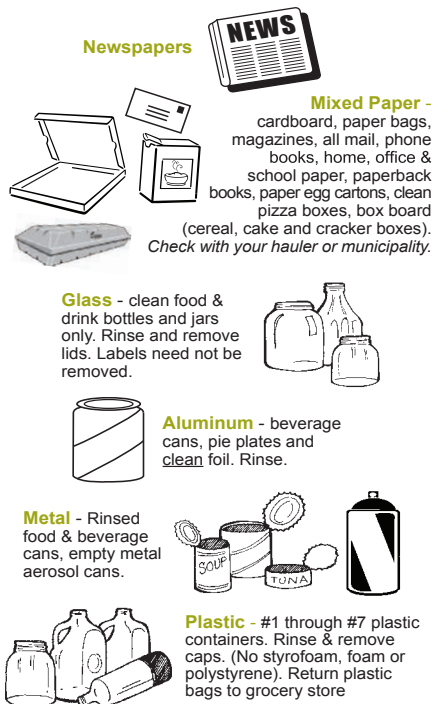 NEWS
Newspapers
Mixed Paper -
cardboard, paper bags,
magazines, all mail, phone
books, home, office &
school paper, paperback
books, paper egg cartons, clean
pizza boxes, box board
(cereal, cake and cracker boxes).
Check with your hauler or municipality.
Glass - clean food &
drink bottles and jars
only. Rinse and remove
lids. Labels need not be
removed.
Aluminum - beverage
cans, pie plates and
clean foil. Rinse.
Metal - Rinsed
food & beverage
cans, empty metal
aerosol cans.
SOUP
TUNA
Plastic - #1 through #7 plastic
containers. Rinse & remove
caps. (No styrofoam, foam or
polystyrene). Return plastic
bags to grocery store